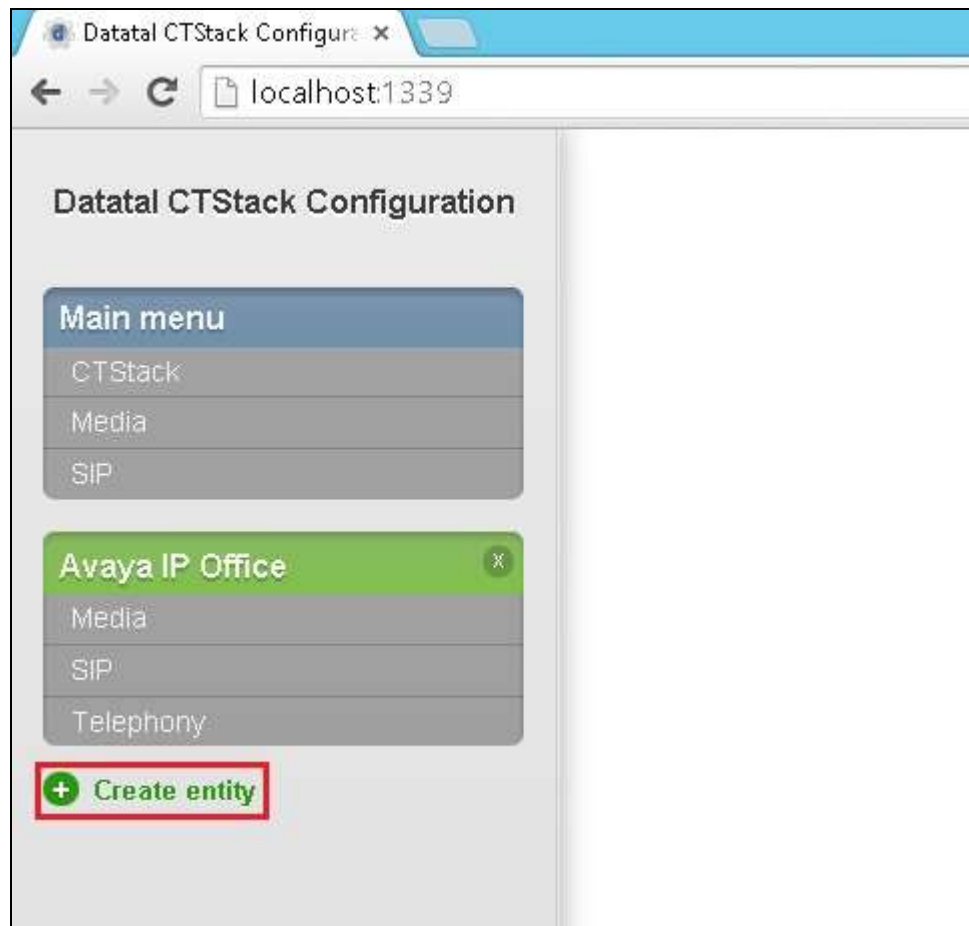 Datatal CTStack Configura
localhost:1339
Datatal CTStack Configuration
Main menu
CTStack
Media
SIP
Avaya IP Office
x
Media
SIP
Telephony
Create entity